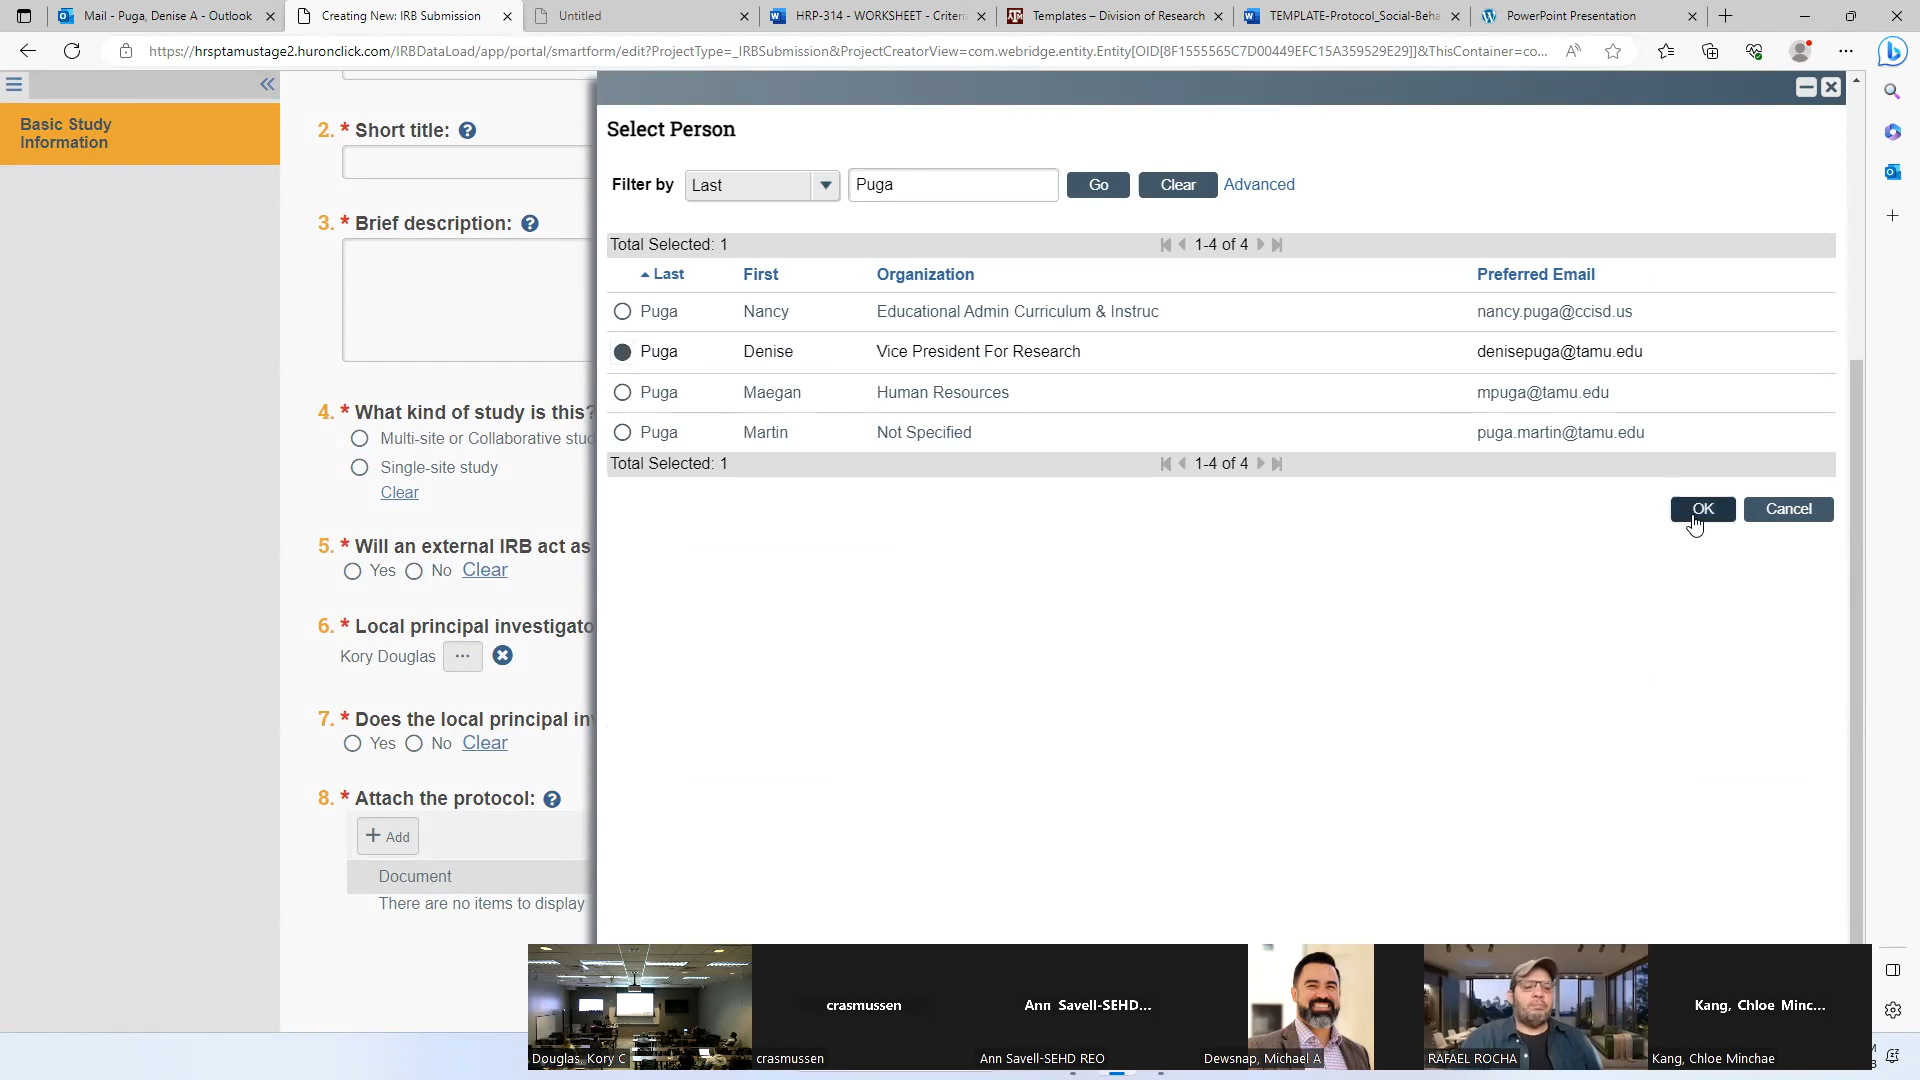 Mail - Puga, Denise A - Outlook
Creating New: IRB Submission
Untitled
HRP-314 - WORKSHEET - Criteri
Templates – Division of Research
TEMPLATE-Protocol_Social-Beha
PowerPoint Presentation
https://hrsptamustage2.huronclick.com/IRBDataLoad/app/portal/smartform/edit?ProjectType=_IRBSubmission&ProjectCreatorView=com.webridge.entity.Entity[OID[8F1555565C7D00449EFC15A359529E29]]&ThisContainer=co...
Basic Study
Information
2. * Short title: ?
3. * Brief description: ?
4. * What kind of study is this?
Multi-site or Collaborative stud
Single-site study
Clear
5. * Will an external IRB act as
Yes No Clear
6. * Local principal investigato
Kory Douglas ...
7. * Does the local principal inv
Yes No Clear
8. * Attach the protocol: ?
+ Add
Document
There are no items to display
Select Person
Filter by Last Puga Go Clear Advanced
Total Selected: 1 1-4 of 4
Last First Organization Preferred Email
Puga Nancy Educational Admin Curriculum & Instruc nancy.puga@ccisd.us
Puga Denise Vice President For Research denisepuga@tamu.edu
Puga Maegan Human Resources mpuga@tamu.edu
Puga Martin Not Specified puga.martin@tamu.edu
Total Selected: 1 1-4 of 4
OK Cancel
crasmussen
Ann Savell-SEHD...
Kang, Chloe Minc...
Douglas, Kory C
crasmussen
Ann Savell-SEHD REO
Dewsnap, Michael A
RAFAEL ROCHA
Kang, Chloe Minchae